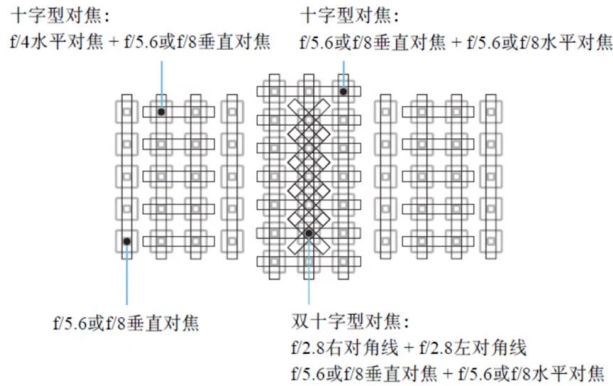 十字型对焦：
f/4水平对焦 + f/5.6或f/8垂直对焦
十字型对焦：
f/5.6或f/8垂直对焦 + f/5.6或f/8水平对焦
f/5.6或f/8垂直对焦
双十字型对焦：
f/2.8右对角线 + f/2.8左对角线
f/5.6或f/8垂直对焦 + f/5.6或f/8水平对焦